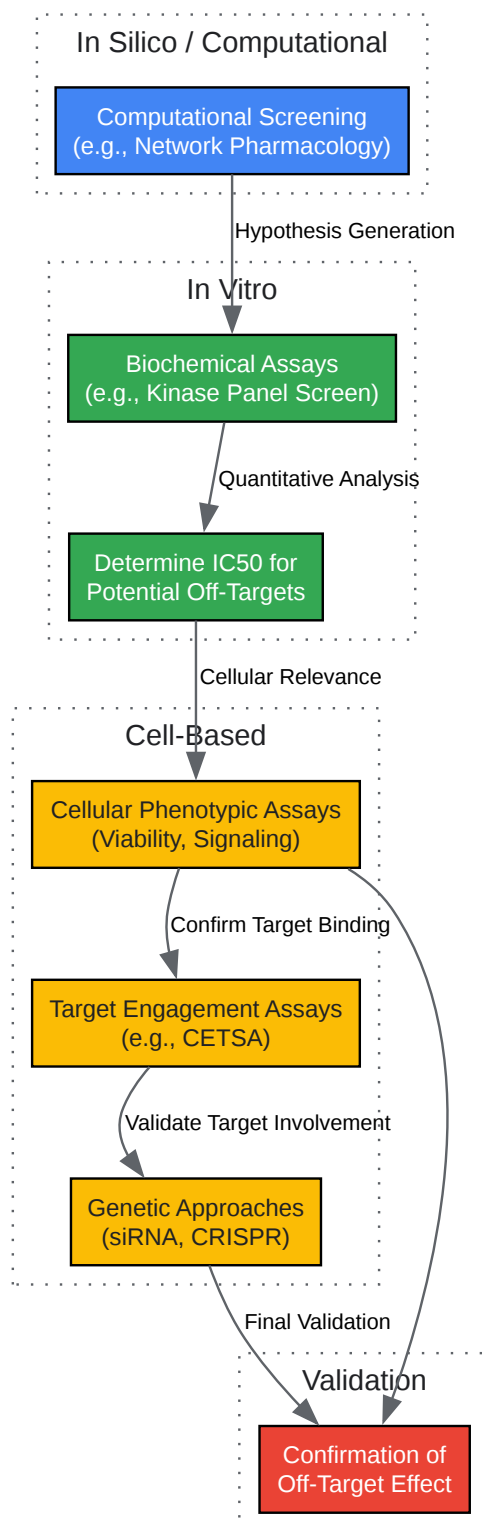 In Silico / Computational
Computational Screening
(e.g., Network Pharmacology)
Hypothesis Generation
In Vitro
Biochemical Assays
(e.g., Kinase Panel Screen)
Quantitative Analysis
Determine IC50 for
Potential Off-Targets
Cellular Relevance
Cell-Based
Cellular Phenotypic Assays
(Viability, Signaling)
Confirm Target Binding
Target Engagement Assays
(e.g., CETSA)
Validate Target Involvement
Genetic Approaches
(siRNA, CRISPR)
Final Validation
Validation
Confirmation of
Off-Target Effect